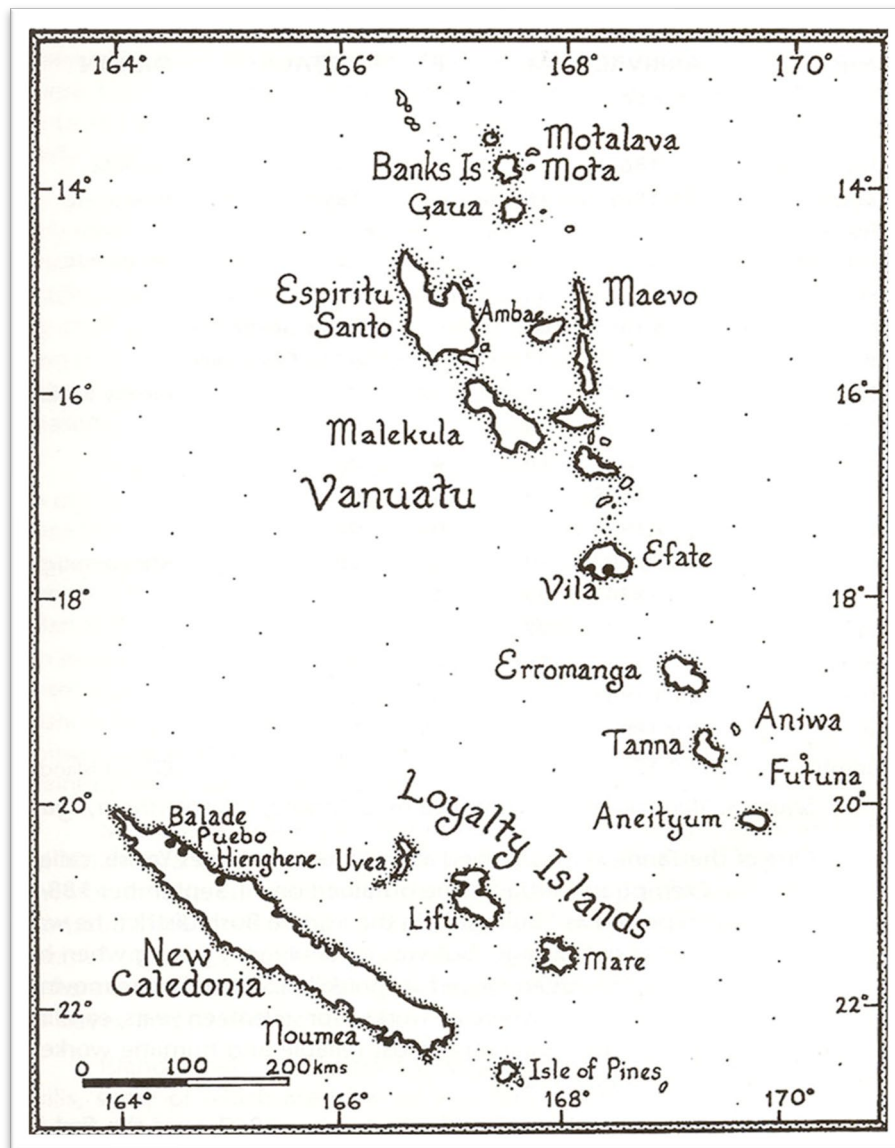 164° 166° 168° 170°
Motalava
Banks Is Mota
14° 14°
Gaua
Espiritu
Santo
Ambae
Maevo
16° 16°
Malekula
Vanuatu
Efate
Vila
18° 18°
Erromanga
Aniwa
Tanna
Futuna
20° 20°
Aneityum
Loyalty Islands
Balade
Puebo
Hienghene
Uvea
Lifu
Mare
New
Caledonia
22° 22°
Noumea
Isle of Pines
0 100 200 kms
164° 166° 168° 170°